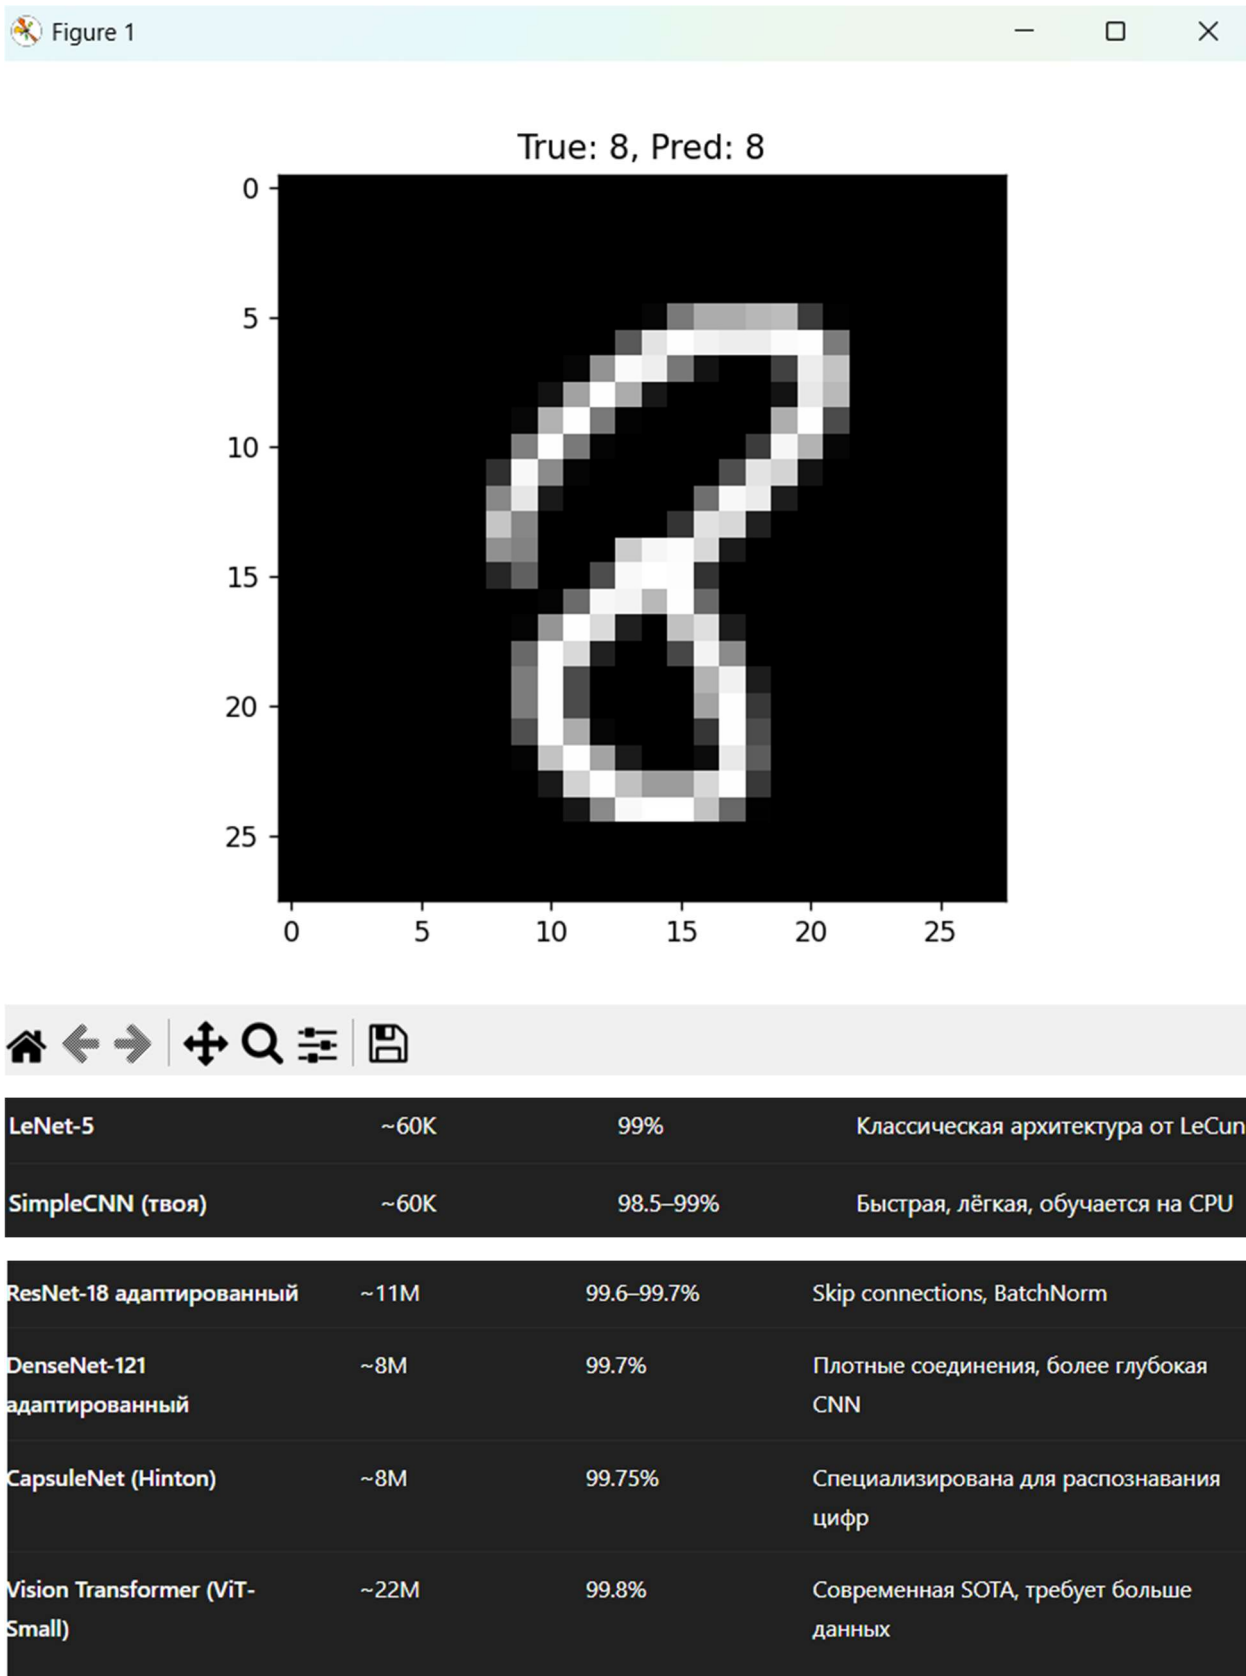 Figure 1
True: 8, Pred: 8
0
5
10
15
20
25
0 5 10 15 20 25
LeNet-5 ~60K 99% Классическая архитектура от LeCun
SimpleCNN (твоя) ~60K 98.5–99% Быстрая, лёгкая, обучается на CPU
ResNet-18 адаптированный ~11M 99.6–99.7% Skip connections, BatchNorm
DenseNet-121 ~8M 99.7% Плотные соединения, более глубокая
адаптированный CNN
CapsuleNet (Hinton) ~8M 99.75% Специализирована для распознавания
цифр
Vision Transformer (ViT- ~22M 99.8% Современная SOTA, требует больше
Small) данных